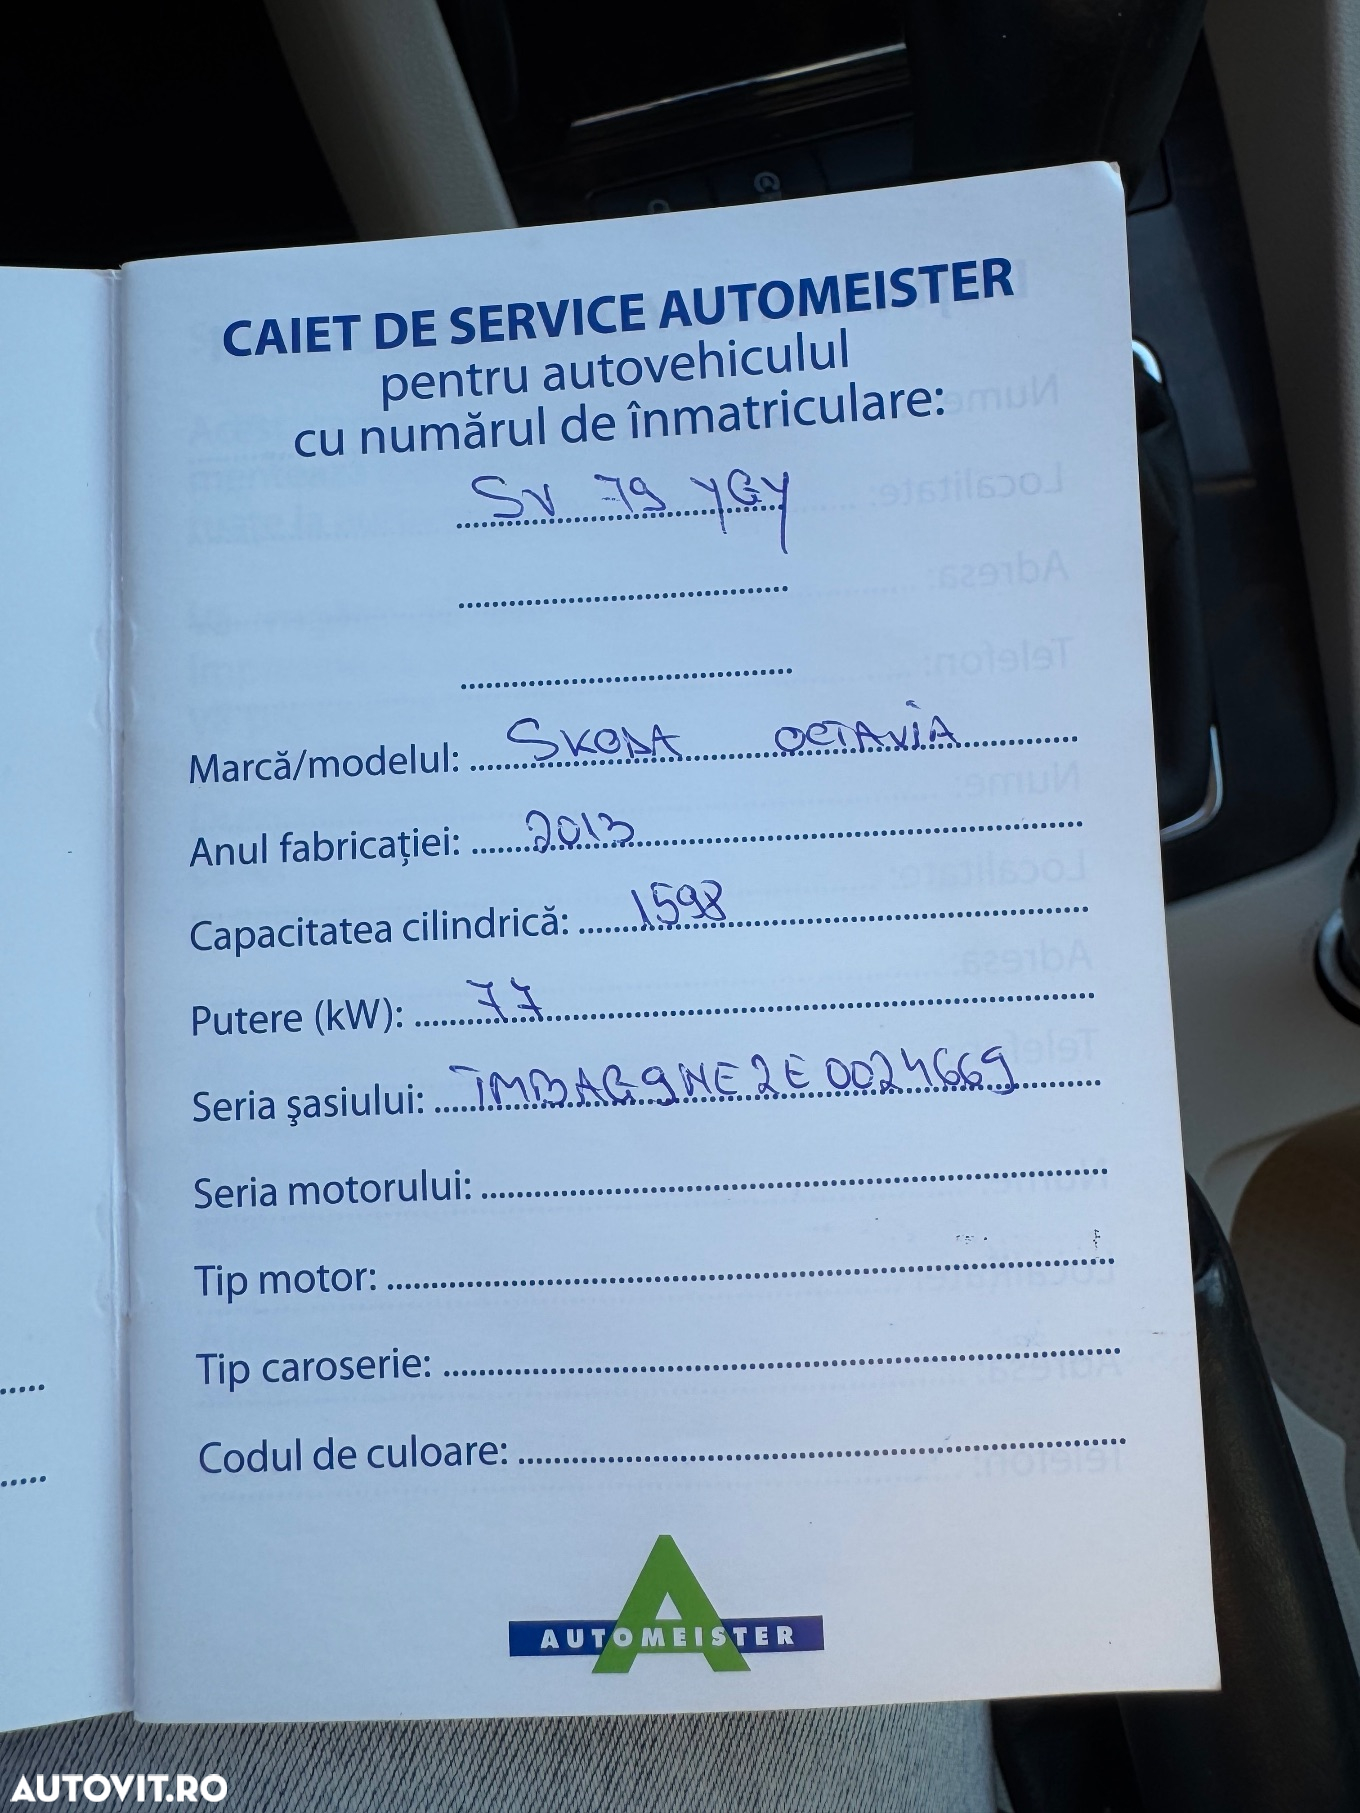 CAIET DE SERVICE AUTOMEISTER
pentru autovehiculul
cu numărul de înmatriculare:
SV 79 YGY
Marcă/modelul: SKODA OCTAVIA
Anul fabricației: 2013
Capacitatea cilindrică: 1598
Putere (kW): 77
Seria şasiului: TMBAG9NE2E0024669
Seria motorului:
Tip motor:
Tip caroserie:
Codul de culoare:
AUTOMEISTER
AUTOVIT.RO